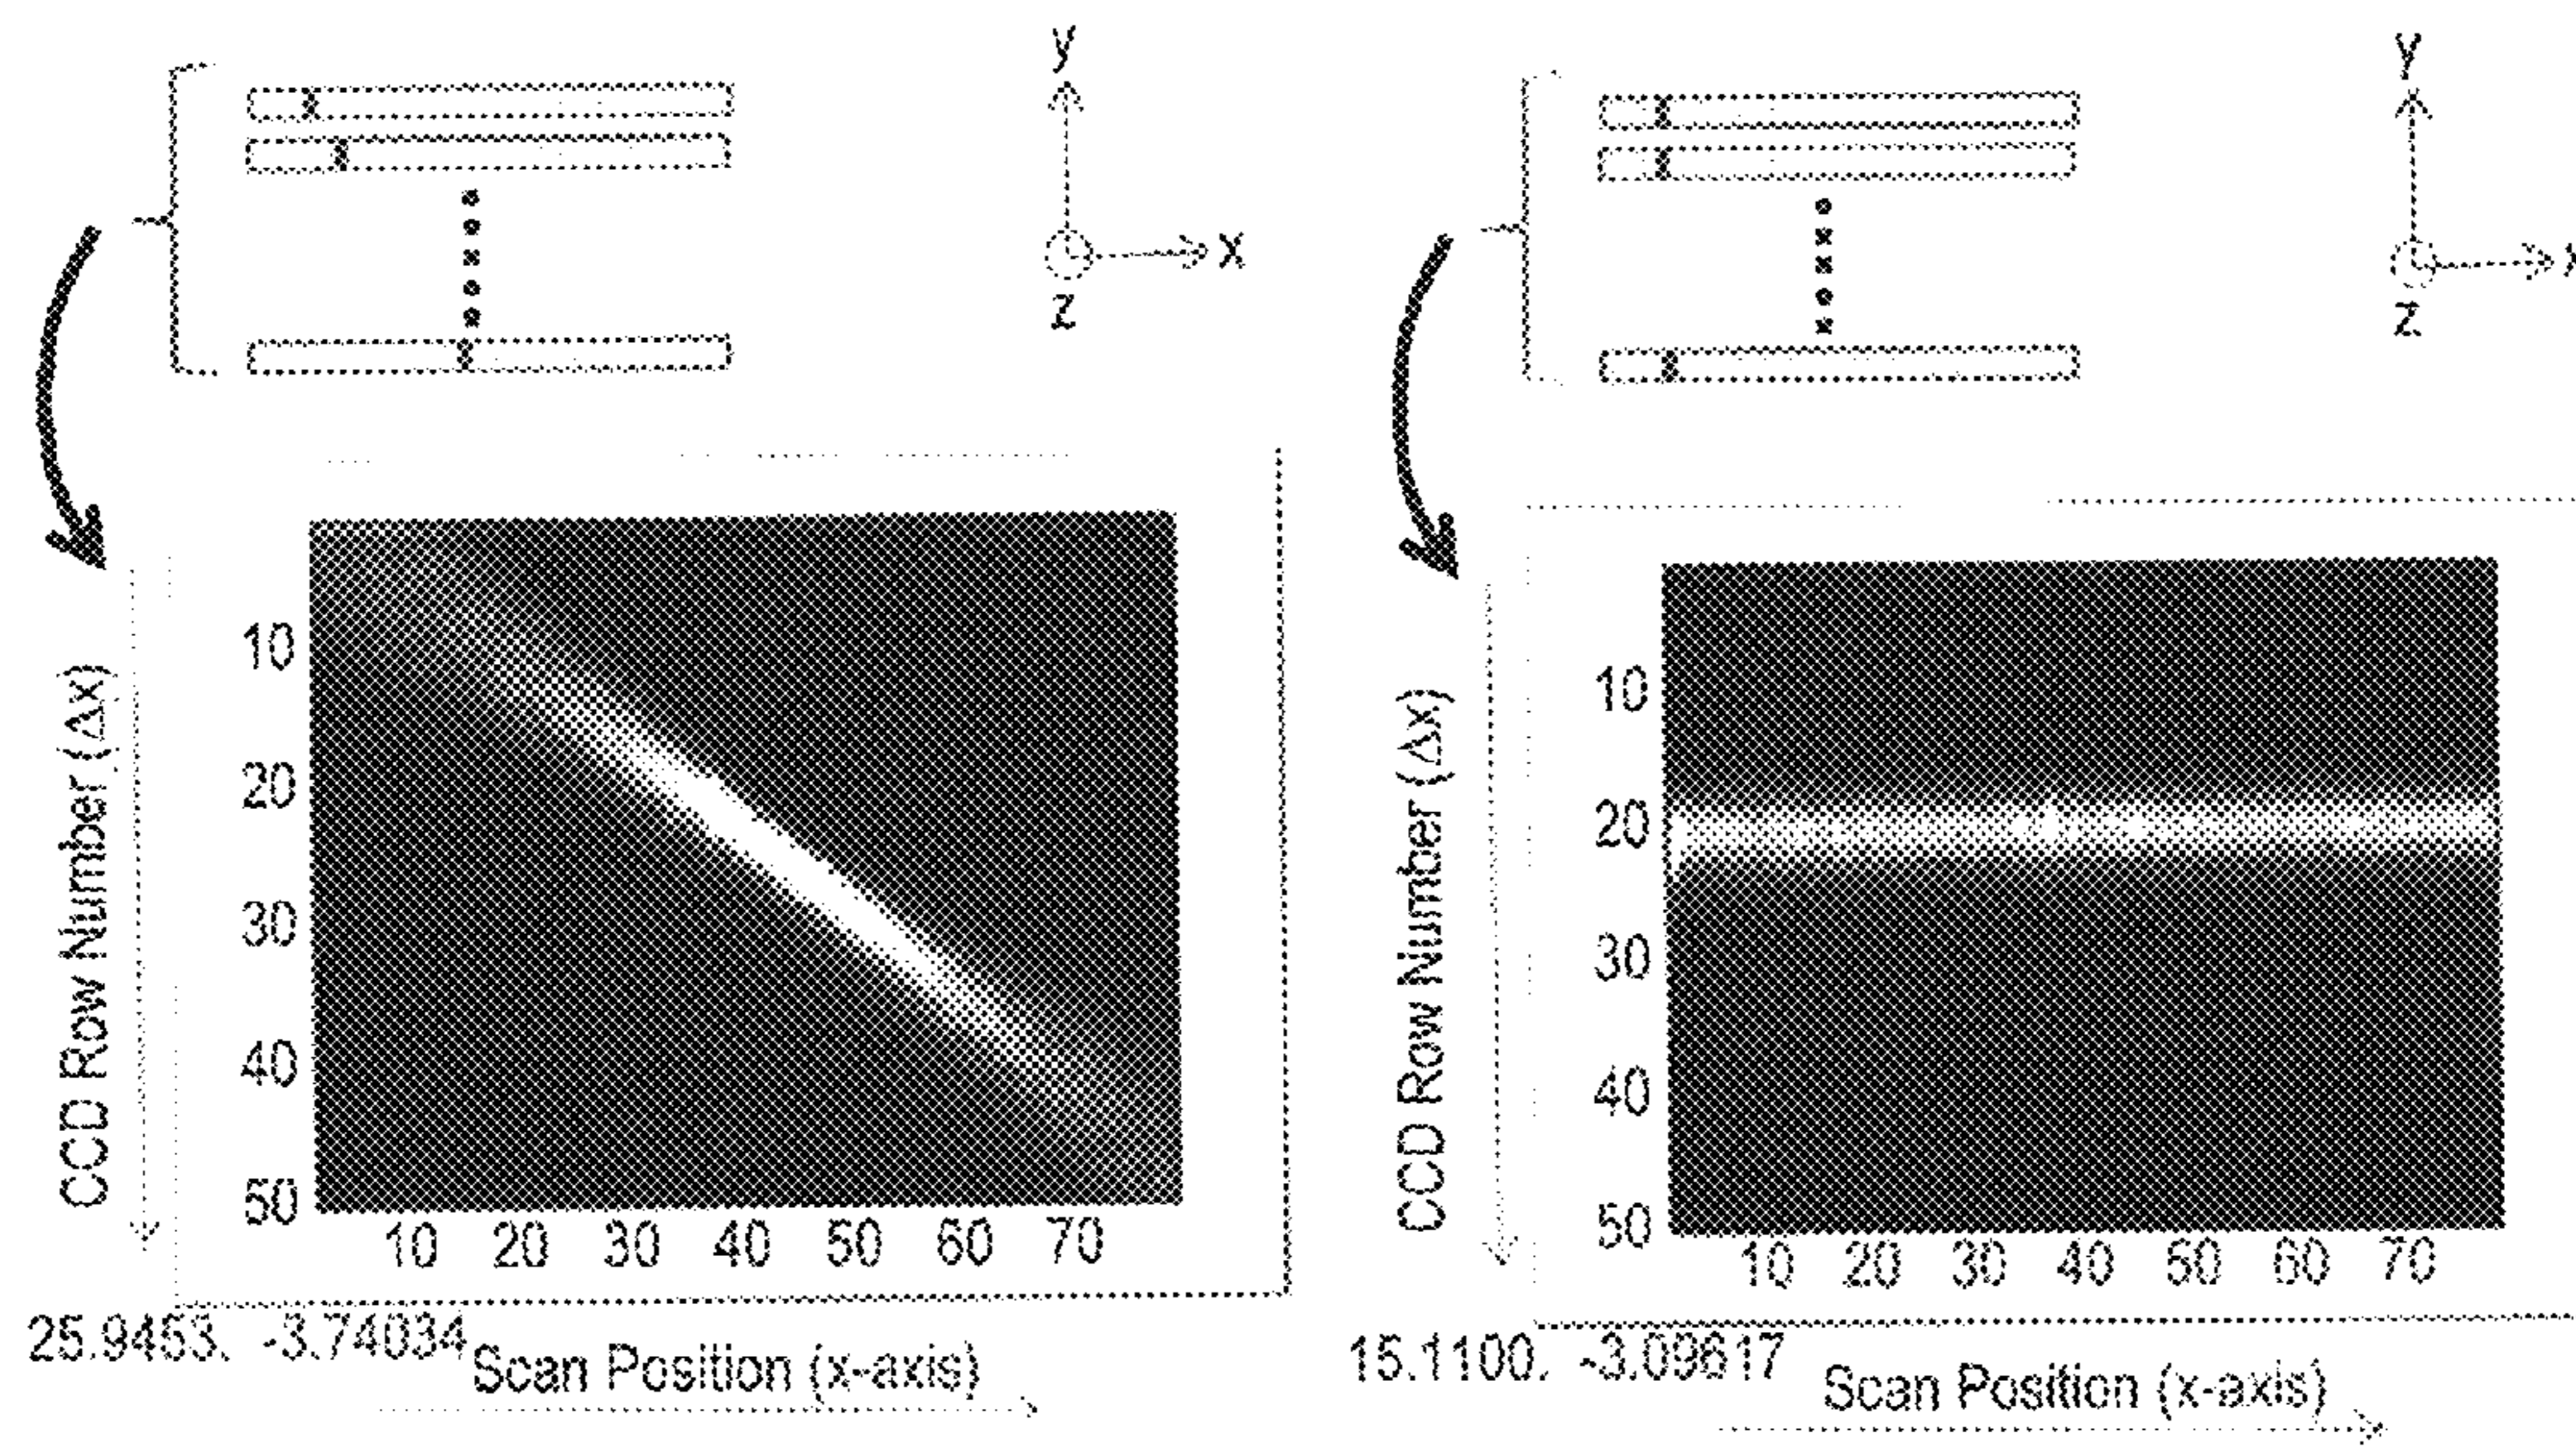 y
x
z
CCD Row Number (Δx)
10
20
30
40
50
10 20 30 40 50 60 70
25.9453, -3.74034
Scan Position (x-axis)
y
x
z
CCD Row Number (Δx)
10
20
30
40
50
10 20 30 40 50 60 70
15.1100, -3.09617
Scan Position (x-axis)